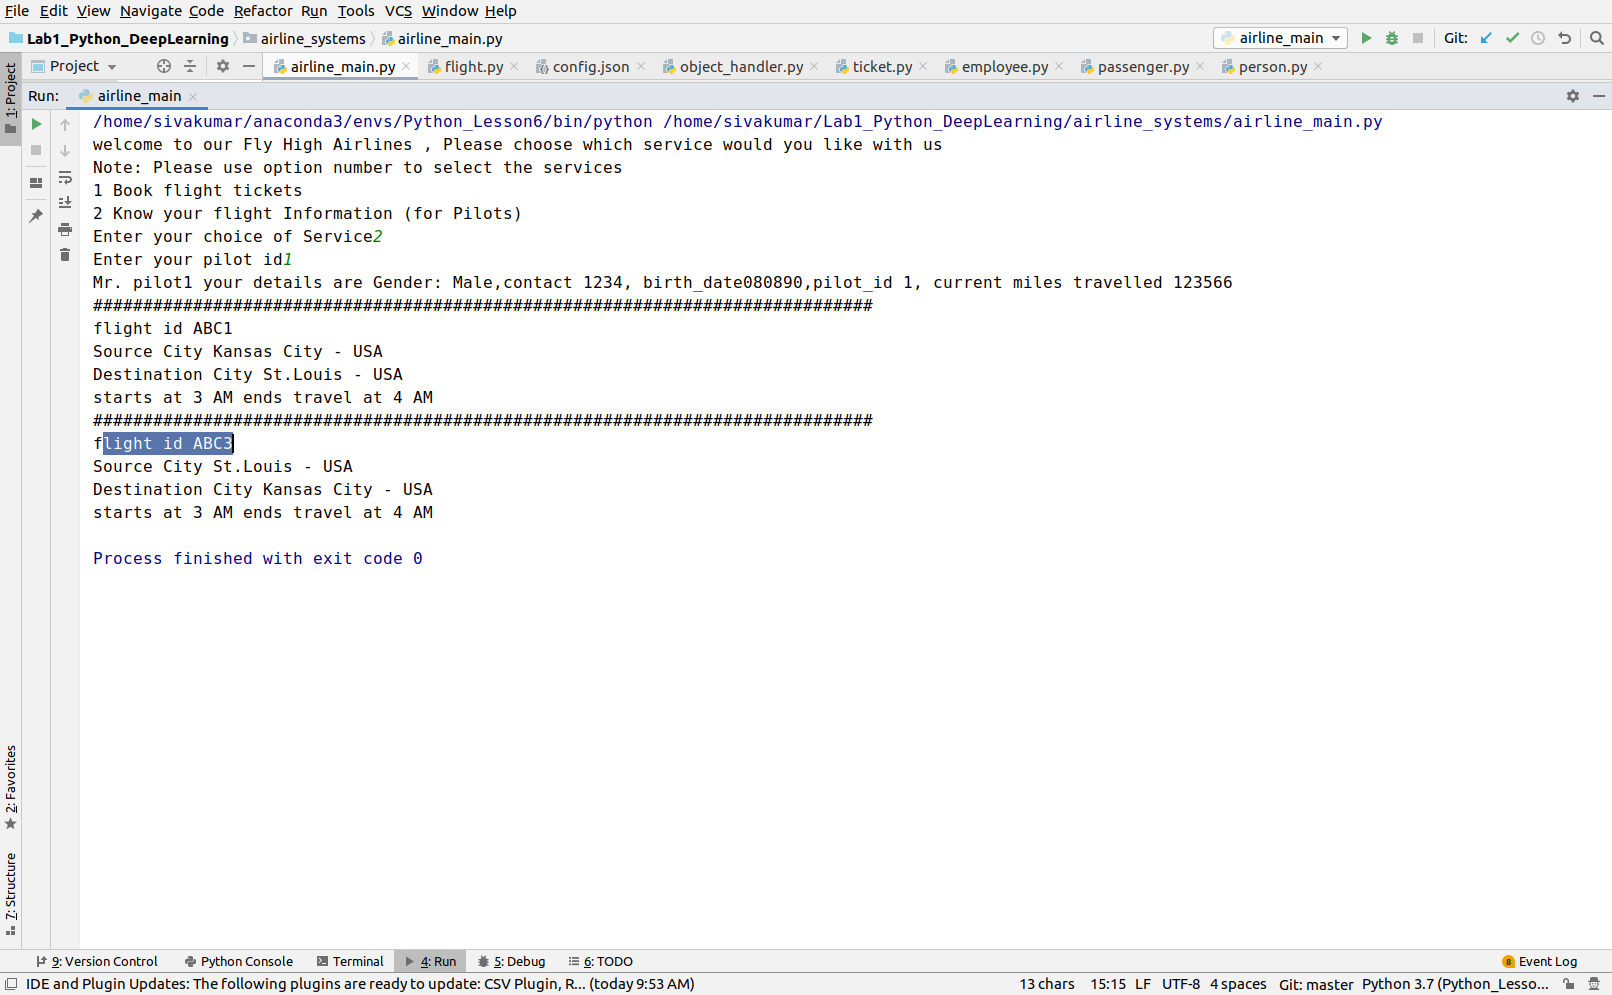 File Edit View Navigate Code Refactor Run Tools VCS Window Help
Lab1_Python_DeepLearning airline_systems airline_main.py airline_main Git:
Project airline_main.py flight.py config.json object_handler.py ticket.py employee.py passenger.py person.py
1: Project
Run: airline_main
/home/sivakumar/anaconda3/envs/Python_Lesson6/bin/python /home/sivakumar/Lab1_Python_DeepLearning/airline_systems/airline_main.py
welcome to our Fly High Airlines , Please choose which service would you like with us
Note: Please use option number to select the services
1 Book flight tickets
2 Know your flight Information (for Pilots)
Enter your choice of Service2
Enter your pilot id1
Mr. pilot1 your details are Gender: Male,contact 1234, birth_date080890,pilot_id 1, current miles travelled 123566
##############################################################################
flight id ABC1
Source City Kansas City - USA
Destination City St.Louis - USA
starts at 3 AM ends travel at 4 AM
##############################################################################
flight id ABC3
Source City St.Louis - USA
Destination City Kansas City - USA
starts at 3 AM ends travel at 4 AM
Process finished with exit code 0
2: Favorites
7: Structure
9: Version Control Python Console Terminal 4: Run 5: Debug 6: TODO 8 Event Log
IDE and Plugin Updates: The following plugins are ready to update: CSV Plugin, R... (today 9:53 AM) 13 chars 15:15 LF UTF-8 4 spaces Git: master Python 3.7 (Python_Lesso...